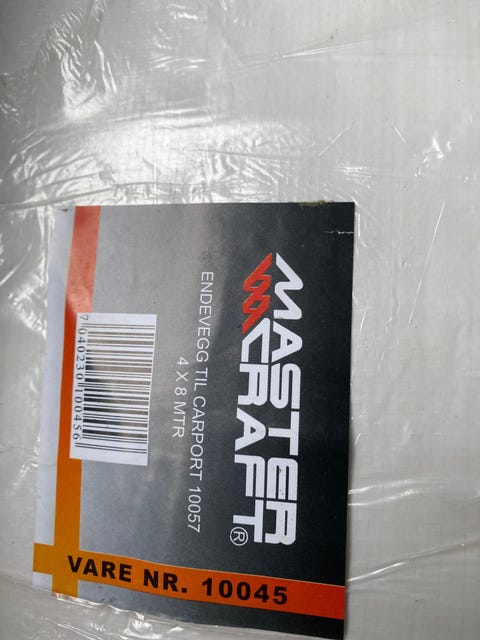 MASTER
CRAFT®
ENDEVEGG TIL CARPORT 10057
4 X 8 MTR
7 040230 100456
VARE NR. 10045